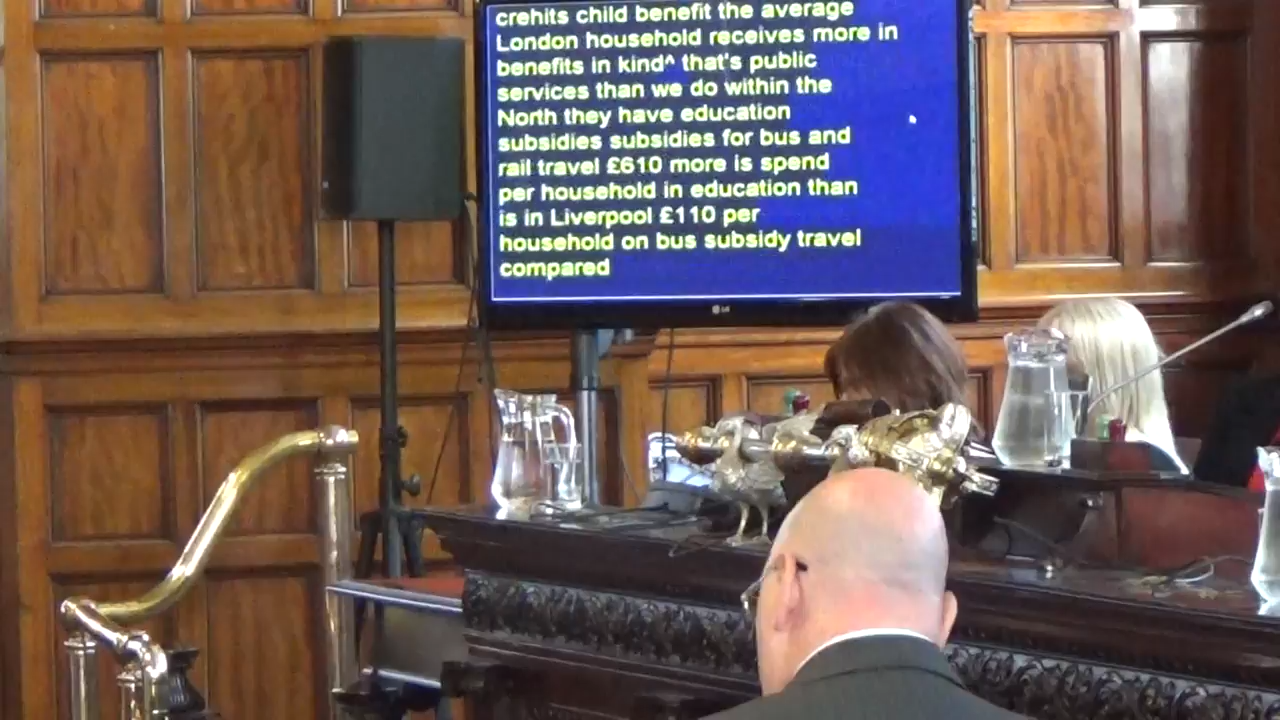 crehits child benefit the average
London household receives more in
benefits in kind^ that's public
services than we do within the
North they have education
subsidies subsidies for bus and
rail travel £610 more is spend
per household in education than
is in Liverpool £110 per
household on bus subsidy travel
compared
LG